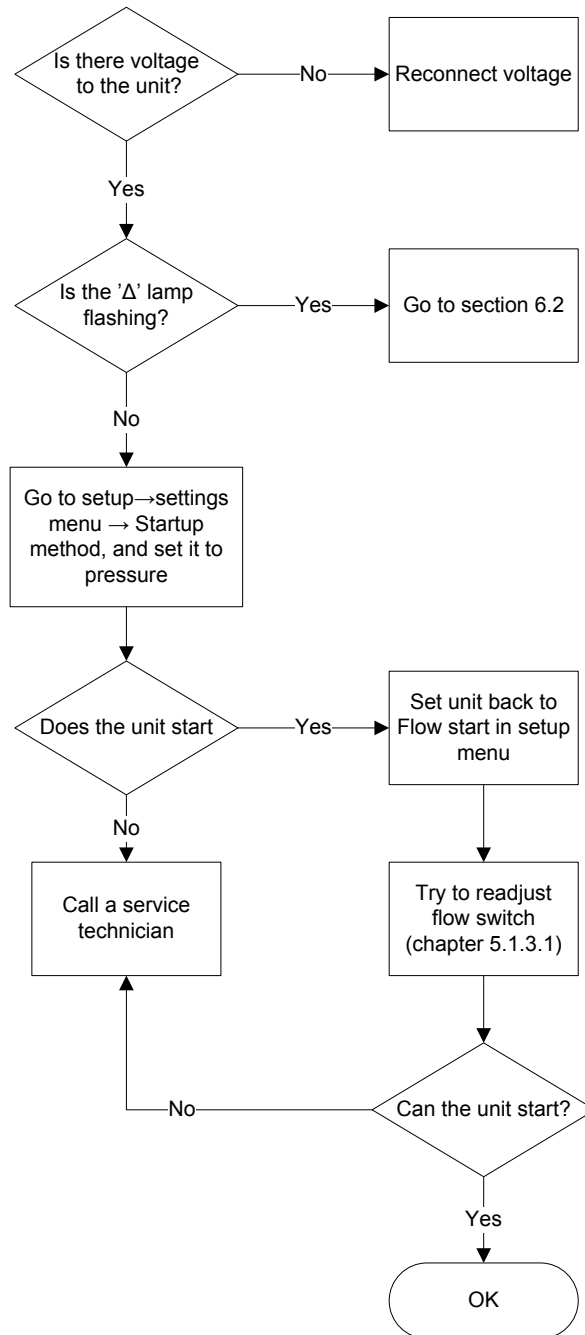 Is there voltage
to the unit?
No
Reconnect voltage
Yes
Is the ’Δ’ lamp
flashing?
Yes
Go to section 6.2
No
Go to setup→settings
menu → Startup
method, and set it to
pressure
Does the unit start
Yes
Set unit back to
Flow start in setup
menu
No
Call a service
technician
Try to readjust
flow switch
(chapter 5.1.3.1)
Can the unit start?
No
Yes
OK